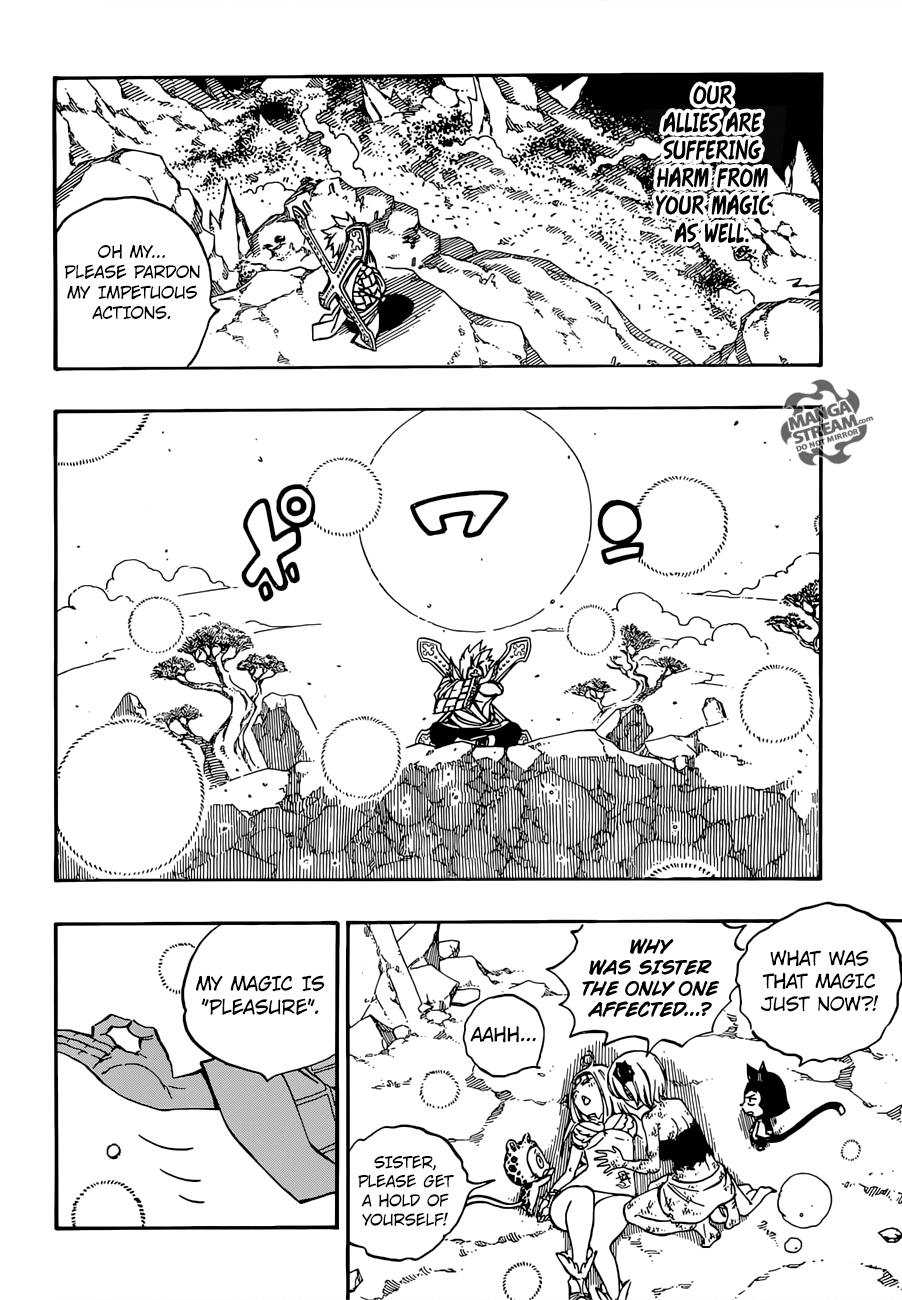 OUR
ALLIES ARE
SUFFERING
HARM FROM
YOUR MAGIC
AS WELL.
OH MY...
PLEASE PARDON
MY IMPETUOUS
ACTIONS.
MANGA
STREAM.com
DO NOT MIRROR
WHAT WAS
THAT MAGIC
JUST NOW?!
WHY
WAS SISTER
THE ONLY ONE
AFFECTED...?
AAHH...
SISTER,
PLEASE GET
A HOLD OF
YOURSELF!
MY MAGIC IS
"PLEASURE".